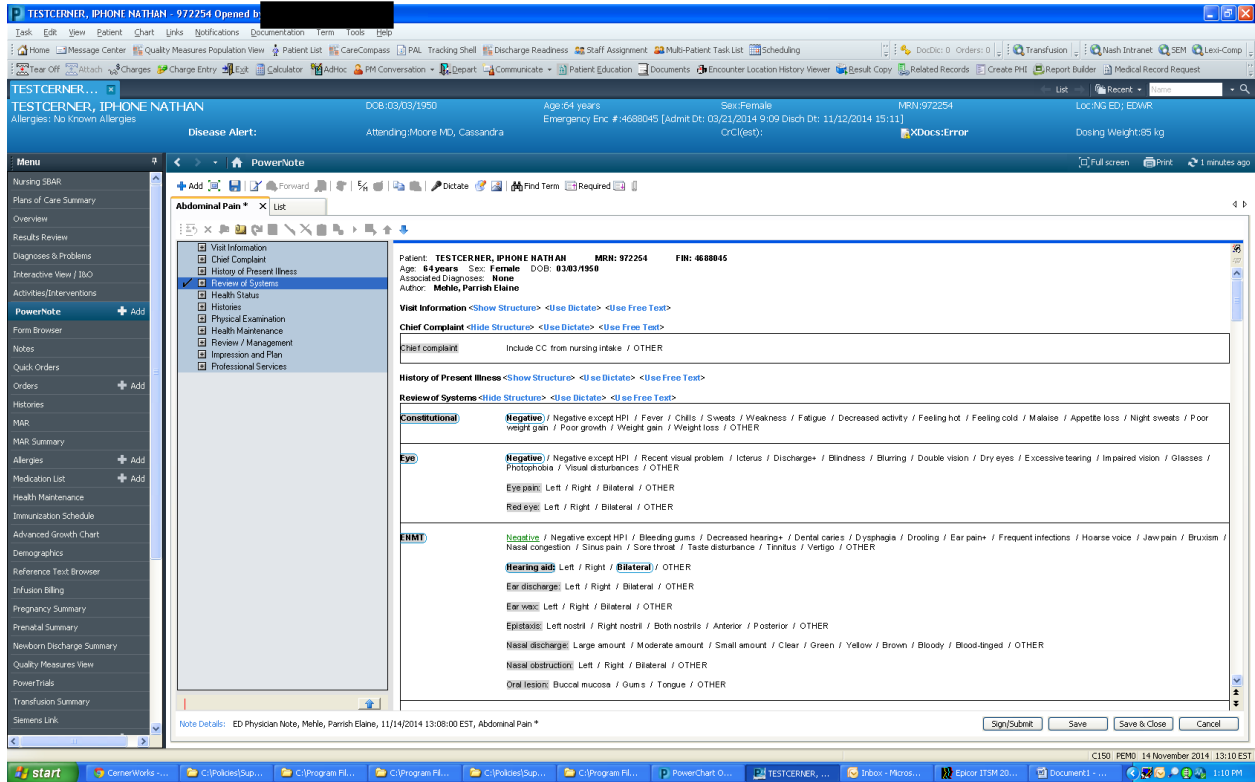 TESTCERNER, IPHONE NATHAN - 972254 Opened by
Task Edit View Patient Chart Links Notifications Documentation Term Tools Help
Home Message Center Quality Measures Population View Patient List CareCompass PAL Tracking Shell Discharge Readiness Staff Assignment Multi-Patient Task List Scheduling DocDic: 0 Orders: 0 Transfusion Nash Intranet SEM Lexi-Comp
Tear Off Attach Charges Charge Entry Exit Calculator AdHoc PM Conversation Depart Communicate Patient Education Documents Encounter Location History Viewer Result Copy Related Records Create PHI Report Builder Medical Record Request
TESTCERNER... List Recent Name
TESTCERNER, IPHONE NATHAN DOB:03/03/1950 Age:64 years Sex:Female MRN:972254 Loc:NG ED; EDWR
Allergies: No Known Allergies Emergency Enc #:4688045 [Admit Dt: 03/21/2014 9:09 Disch Dt: 11/12/2014 15:11]
Disease Alert: Attending:Moore MD, Cassandra CrCl(est): XDocs:Error Dosing Weight:85 kg
Menu PowerNote Full screen Print 1 minutes ago
Nursing SBAR
Plans of Care Summary
Overview
Results Review
Diagnoses & Problems
Interactive View / I&O
Activities/Interventions
PowerNote Add
Form Browser
Notes
Quick Orders
Orders Add
Histories
MAR
MAR Summary
Allergies Add
Medication List Add
Health Maintenance
Immunization Schedule
Advanced Growth Chart
Demographics
Reference Text Browser
Infusion Billing
Pregnancy Summary
Prenatal Summary
Newborn Discharge Summary
Quality Measures View
PowerTrials
Transfusion Summary
Siemens Link
Add Forward Dictate Find Term Required
Abdominal Pain * X List
Visit Information
Chief Complaint
History of Present Illness
Review of Systems
Health Status
Histories
Physical Examination
Health Maintenance
Review / Management
Impression and Plan
Professional Services
Patient: TESTCERNER, IPHONE NATHAN MRN: 972254 FIN: 4688045
Age: 64 years Sex: Female DOB: 03/03/1950
Associated Diagnoses: None
Author: Mehle, Parrish Elaine
Visit Information <Show Structure> <Use Dictate> <Use Free Text>
Chief Complaint <Hide Structure> <Use Dictate> <Use Free Text>
Chief complaint Include CC from nursing intake / OTHER
History of Present Illness <Show Structure> <Use Dictate> <Use Free Text>
Review of Systems <Hide Structure> <Use Dictate> <Use Free Text>
Constitutional Negative / Negative except HPI / Fever / Chills / Sweats / Weakness / Fatigue / Decreased activity / Feeling hot / Feeling cold / Malaise / Appetite loss / Night sweats / Poor
weight gain / Poor growth / Weight gain / Weight loss / OTHER
Eye Negative / Negative except HPI / Recent visual problem / Icterus / Discharge+ / Blindness / Blurring / Double vision / Dry eyes / Excessive tearing / Impaired vision / Glasses /
Photophobia / Visual disturbances / OTHER
Eye pain: Left / Right / Bilateral / OTHER
Red eye: Left / Right / Bilateral / OTHER
ENMT Negative / Negative except HPI / Bleeding gums / Decreased hearing+ / Dental caries / Dysphagia / Drooling / Ear pain+ / Frequent infections / Hoarse voice / Jaw pain / Bruxism /
Nasal congestion / Sinus pain / Sore throat / Taste disturbance / Tinnitus / Vertigo / OTHER
Hearing aid: Left / Right / Bilateral / OTHER
Ear discharge: Left / Right / Bilateral / OTHER
Ear wax: Left / Right / Bilateral / OTHER
Epistaxis: Left nostril / Right nostril / Both nostrils / Anterior / Posterior / OTHER
Nasal discharge: Large amount / Moderate amount / Small amount / Clear / Green / Yellow / Brown / Bloody / Blood-tinged / OTHER
Nasal obstruction: Left / Right / Bilateral / OTHER
Oral lesion: Buccal mucosa / Gums / Tongue / OTHER
Note Details: ED Physician Note, Mehle, Parrish Elaine, 11/14/2014 13:08:00 EST, Abdominal Pain *
Sign/Submit Save Save & Close Cancel
C150 PEM0 14 November 2014 13:10 EST
start CernerWorks -... C:\Policies\Sup... C:\Program Fil... C:\Program Fil... C:\Policies\Sup... C:\Program Fil... PowerChart O... TESTCERNER, ... Inbox - Micros... Epicor ITSM 20... Document1 - ... 1:10 PM